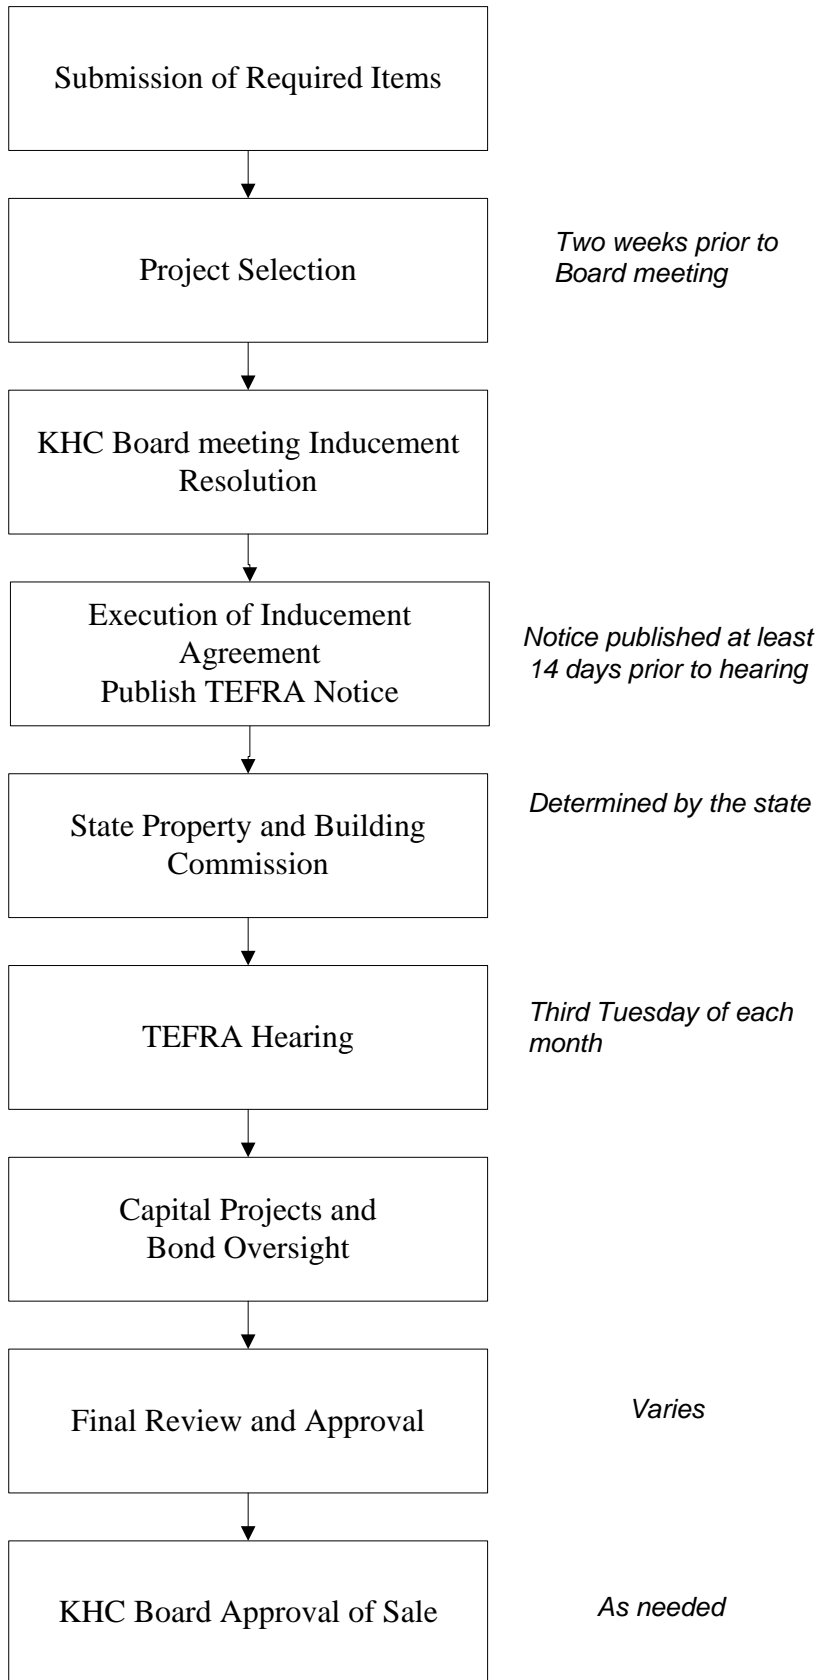 Submission of Required Items
Project Selection
Two weeks prior to
Board meeting
KHC Board meeting Inducement
Resolution
Execution of Inducement
Agreement
Publish TEFRA Notice
Notice published at least
14 days prior to hearing
State Property and Building
Commission
Determined by the state
TEFRA Hearing
Third Tuesday of each
month
Capital Projects and
Bond Oversight
Final Review and Approval
Varies
KHC Board Approval of Sale
As needed